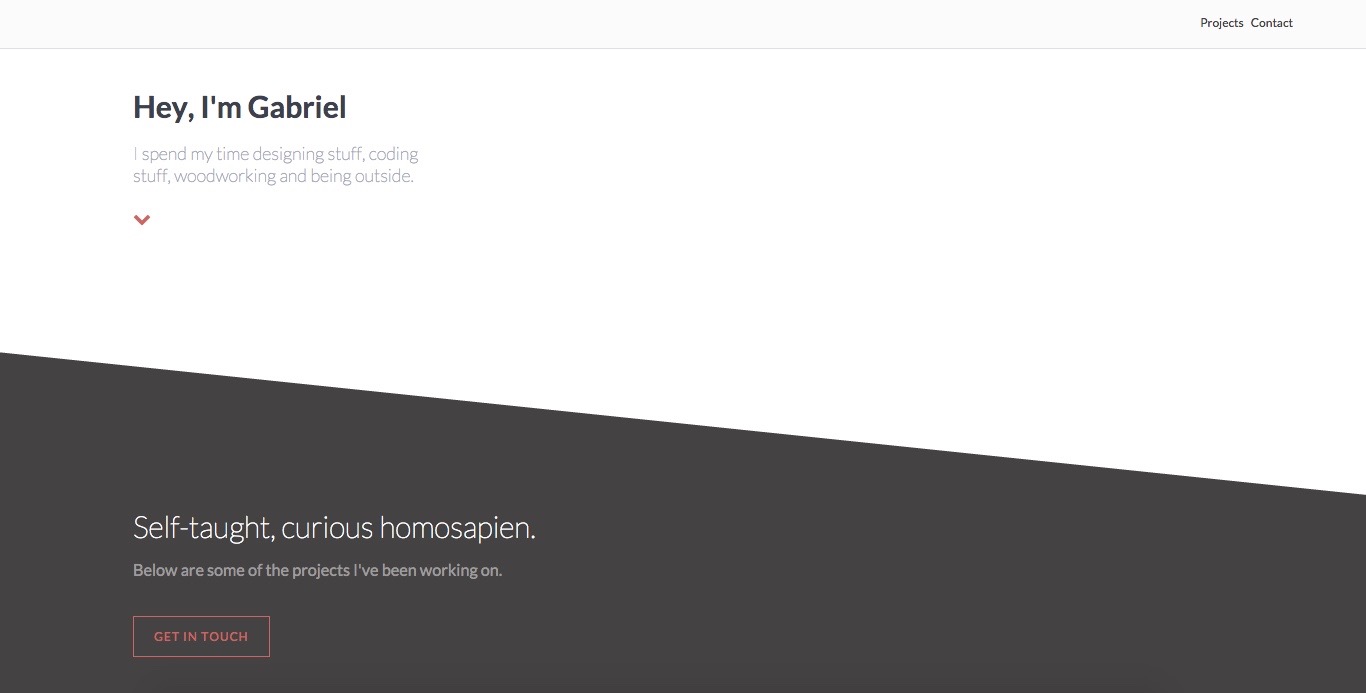 Projects Contact
Hey, I'm Gabriel
I spend my time designing stuff, coding
stuff, woodworking and being outside.
Self-taught, curious homosapien.
Below are some of the projects I've been working on.
GET IN TOUCH